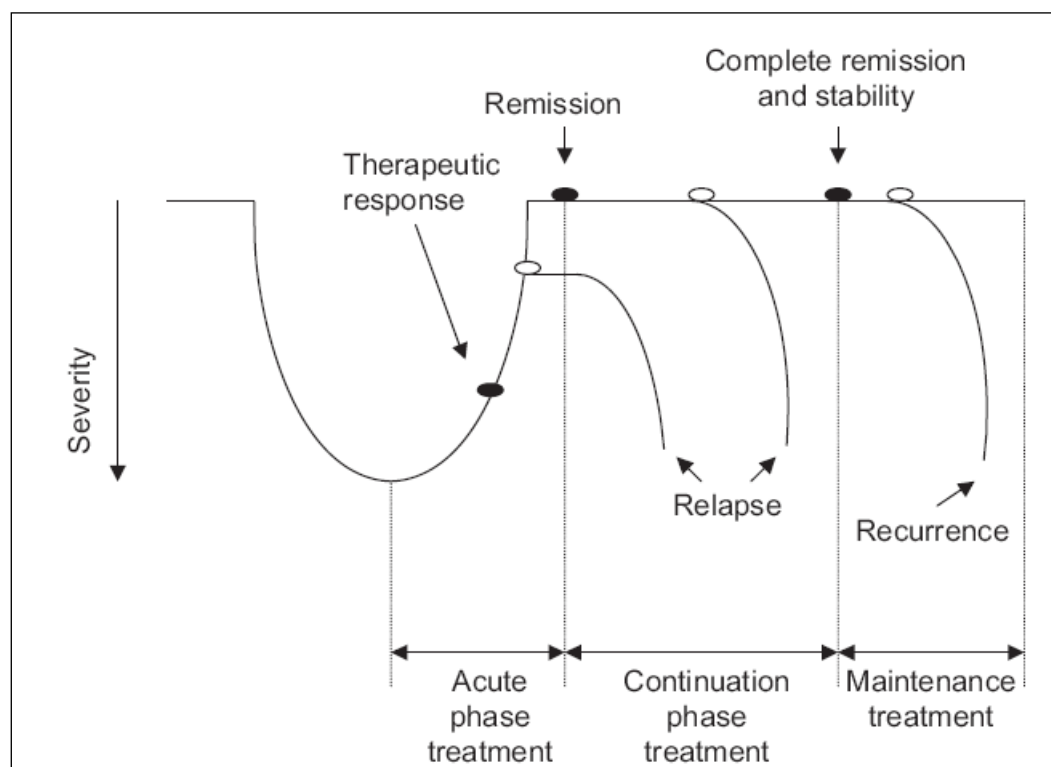 Complete remission
and stability
Remission
Therapeutic
response
Severity
Relapse
Recurrence
Acute
phase
treatment
Continuation
phase
treatment
Maintenance
treatment